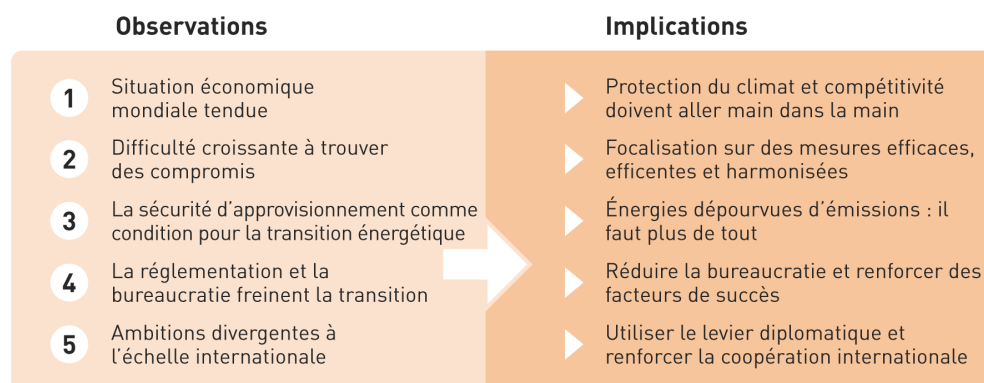 Observations
Implications
1
Situation économique
mondiale tendue
Protection du climat et compétitivité
doivent aller main dans la main
2
Difficulté croissante à trouver
des compromis
Focalisation sur des mesures efficaces,
efficentes et harmonisées
3
La sécurité d’approvisionnement comme
condition pour la transition énergétique
Énergies dépourvues d’émissions : il
faut plus de tout
4
La réglementation et la
bureaucratie freinent la transition
Réduire la bureaucratie et renforcer des
facteurs de succès
5
Ambitions divergentes à
l’échelle internationale
Utiliser le levier diplomatique et
renforcer la coopération internationale